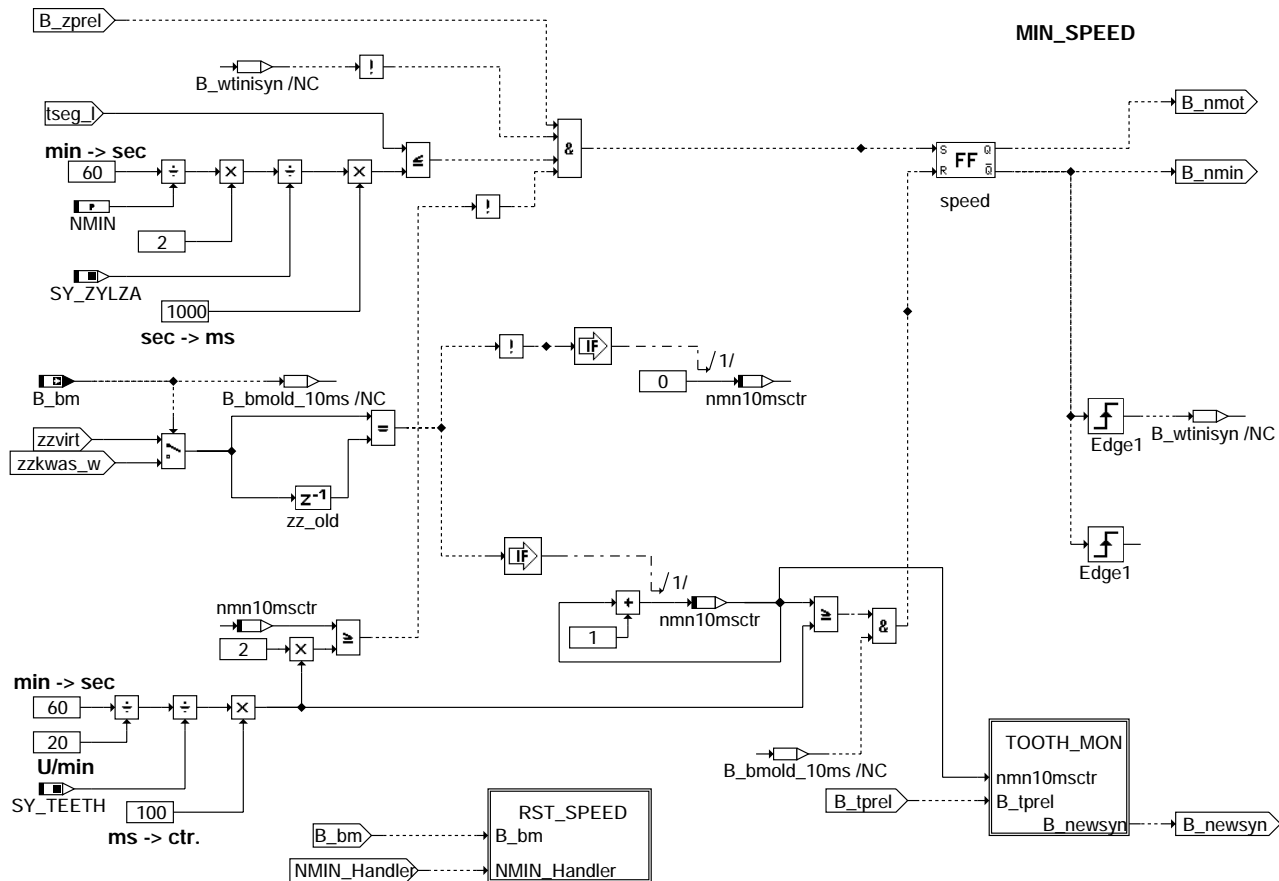 B_zprel
MIN_SPEED
B_wtinisyn /NC
!
B_nmot
tseg_l
min -> sec
60
÷
×
÷
×
≤
&
S Q
FF
R Q̅
B_nmin
NMIN
P
!
speed
2
SY_ZYLZA
1000
sec -> ms
!
IF
/1/
B_bm
B_bmold_10ms /NC
0
nmn10msctr
zzvirt
=
zzkwas_w
Edge1
B_wtinisyn /NC
z-1
zz_old
IF
/1/
Edge1
nmn10msctr
+
nmn10msctr
≥
&
1
2
×
≥
min -> sec
60
÷
÷
×
20
U/min
SY_TEETH
100
ms -> ctr.
B_bmold_10ms /NC
TOOTH_MON
nmn10msctr
B_tprel
B_tprel
B_newsyn
B_newsyn
RST_SPEED
B_bm
B_bm
NMIN_Handler
NMIN_Handler